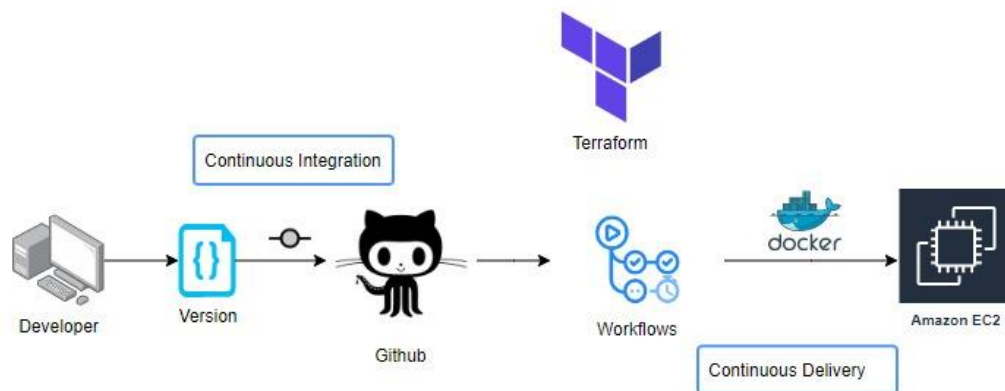 Terraform
Continuous Integration
docker
Developer
Version
Github
Workflows
Amazon EC2
Continuous Delivery